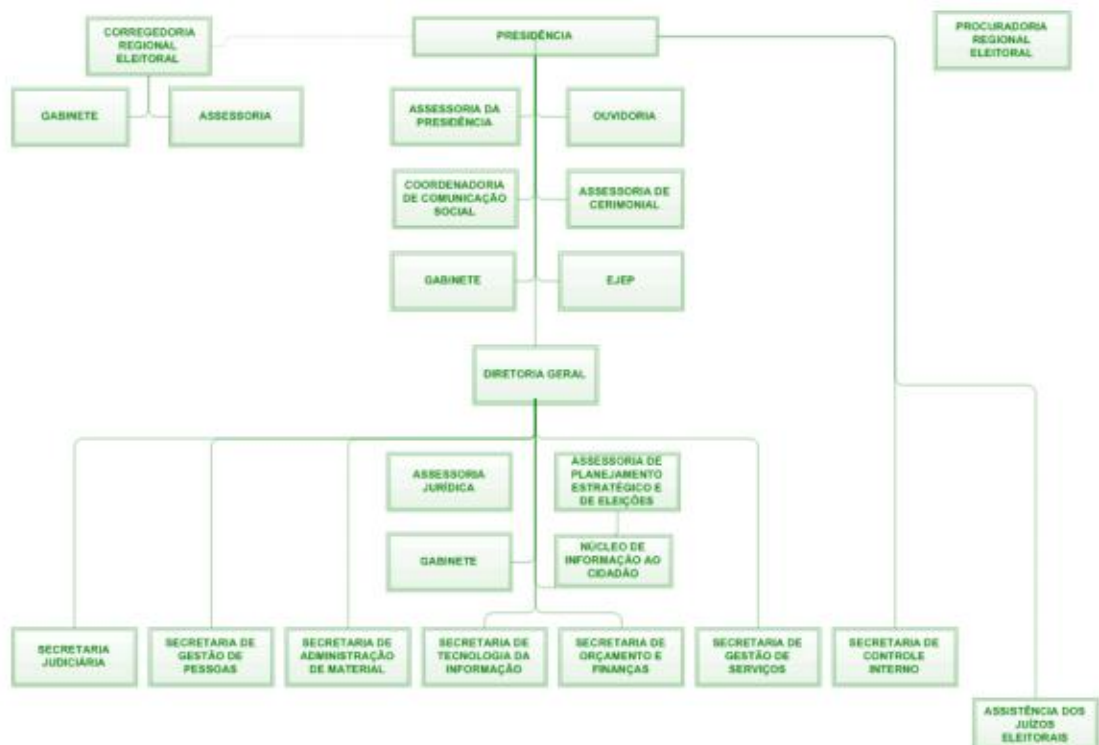 CORREGEDORIA
REGIONAL
ELEITORAL
PRESIDÊNCIA
PROCURADORIA
REGIONAL
ELEITORAL
GABINETE
ASSESSORIA
ASSESSORIA DA
PRESIDÊNCIA
OUVIDORIA
COORDENADORIA
DE COMUNICAÇÃO
SOCIAL
ASSESSORIA DE
CERIMONIAL
GABINETE
EJEP
DIRETORIA GERAL
ASSESSORIA
JURÍDICA
ASSESSORIA DE
PLANEJAMENTO
ESTRATÉGICO E
DE ELEIÇÕES
GABINETE
NÚCLEO DE
INFORMAÇÃO AO
CIDADÃO
SECRETARIA
JUDICIÁRIA
SECRETARIA DE
GESTÃO DE
PESSOAS
SECRETARIA DE
ADMINISTRAÇÃO
DE MATERIAL
SECRETARIA DE
TECNOLOGIA DA
INFORMAÇÃO
SECRETARIA DE
ORÇAMENTO E
FINANÇAS
SECRETARIA DE
GESTÃO DE
SERVIÇOS
SECRETARIA DE
CONTROLE
INTERNO
ASSISTÊNCIA DOS
JUÍZOS
ELEITORAIS